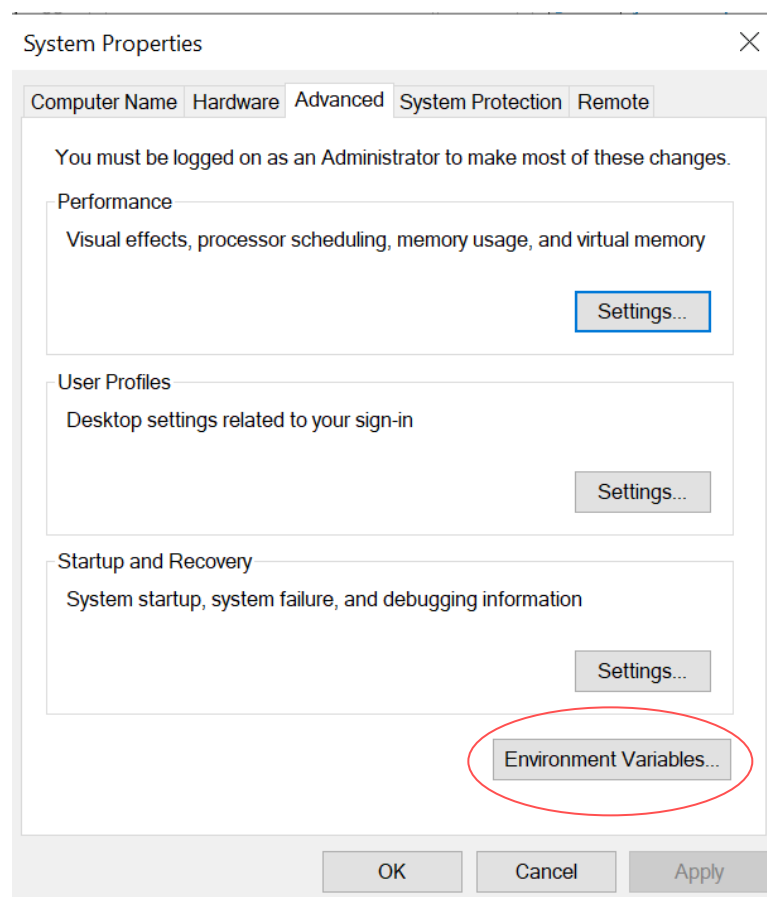 System Properties
Computer Name Hardware Advanced System Protection Remote
You must be logged on as an Administrator to make most of these changes.
Performance
Visual effects, processor scheduling, memory usage, and virtual memory
Settings...
User Profiles
Desktop settings related to your sign-in
Settings...
Startup and Recovery
System startup, system failure, and debugging information
Settings...
Environment Variables...
OK Cancel Apply